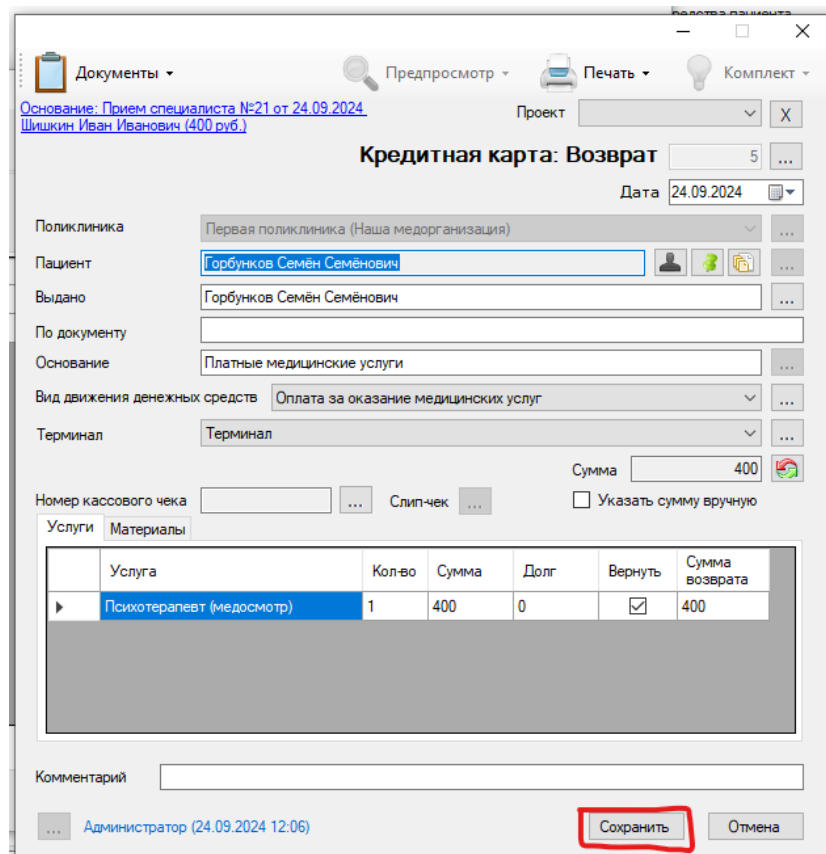 редства пациента
Документы Предпросмотр Печать Комплект
Основание: Прием специалиста №21 от 24.09.2024 Проект X
Шишкин Иван Иванович (400 руб.)
Кредитная карта: Возврат 5 ...
Дата 24.09.2024
Поликлиника Первая поликлиника (Наша медорганизация) ...
Пациент Горбунков Семён Семёнович ...
Выдано Горбунков Семён Семёнович ...
По документу
Основание Платные медицинские услуги ...
Вид движения денежных средств Оплата за оказание медицинских услуг ...
Терминал Терминал ...
Сумма 400
Номер кассового чека ... Слип-чек ... Указать сумму вручную
Услуги Материалы
Услуга Кол-во Сумма Долг Вернуть Сумма возврата
Психотерапевт (медосмотр) 1 400 0 400
Комментарий
... Администратор (24.09.2024 12:06) Сохранить Отмена